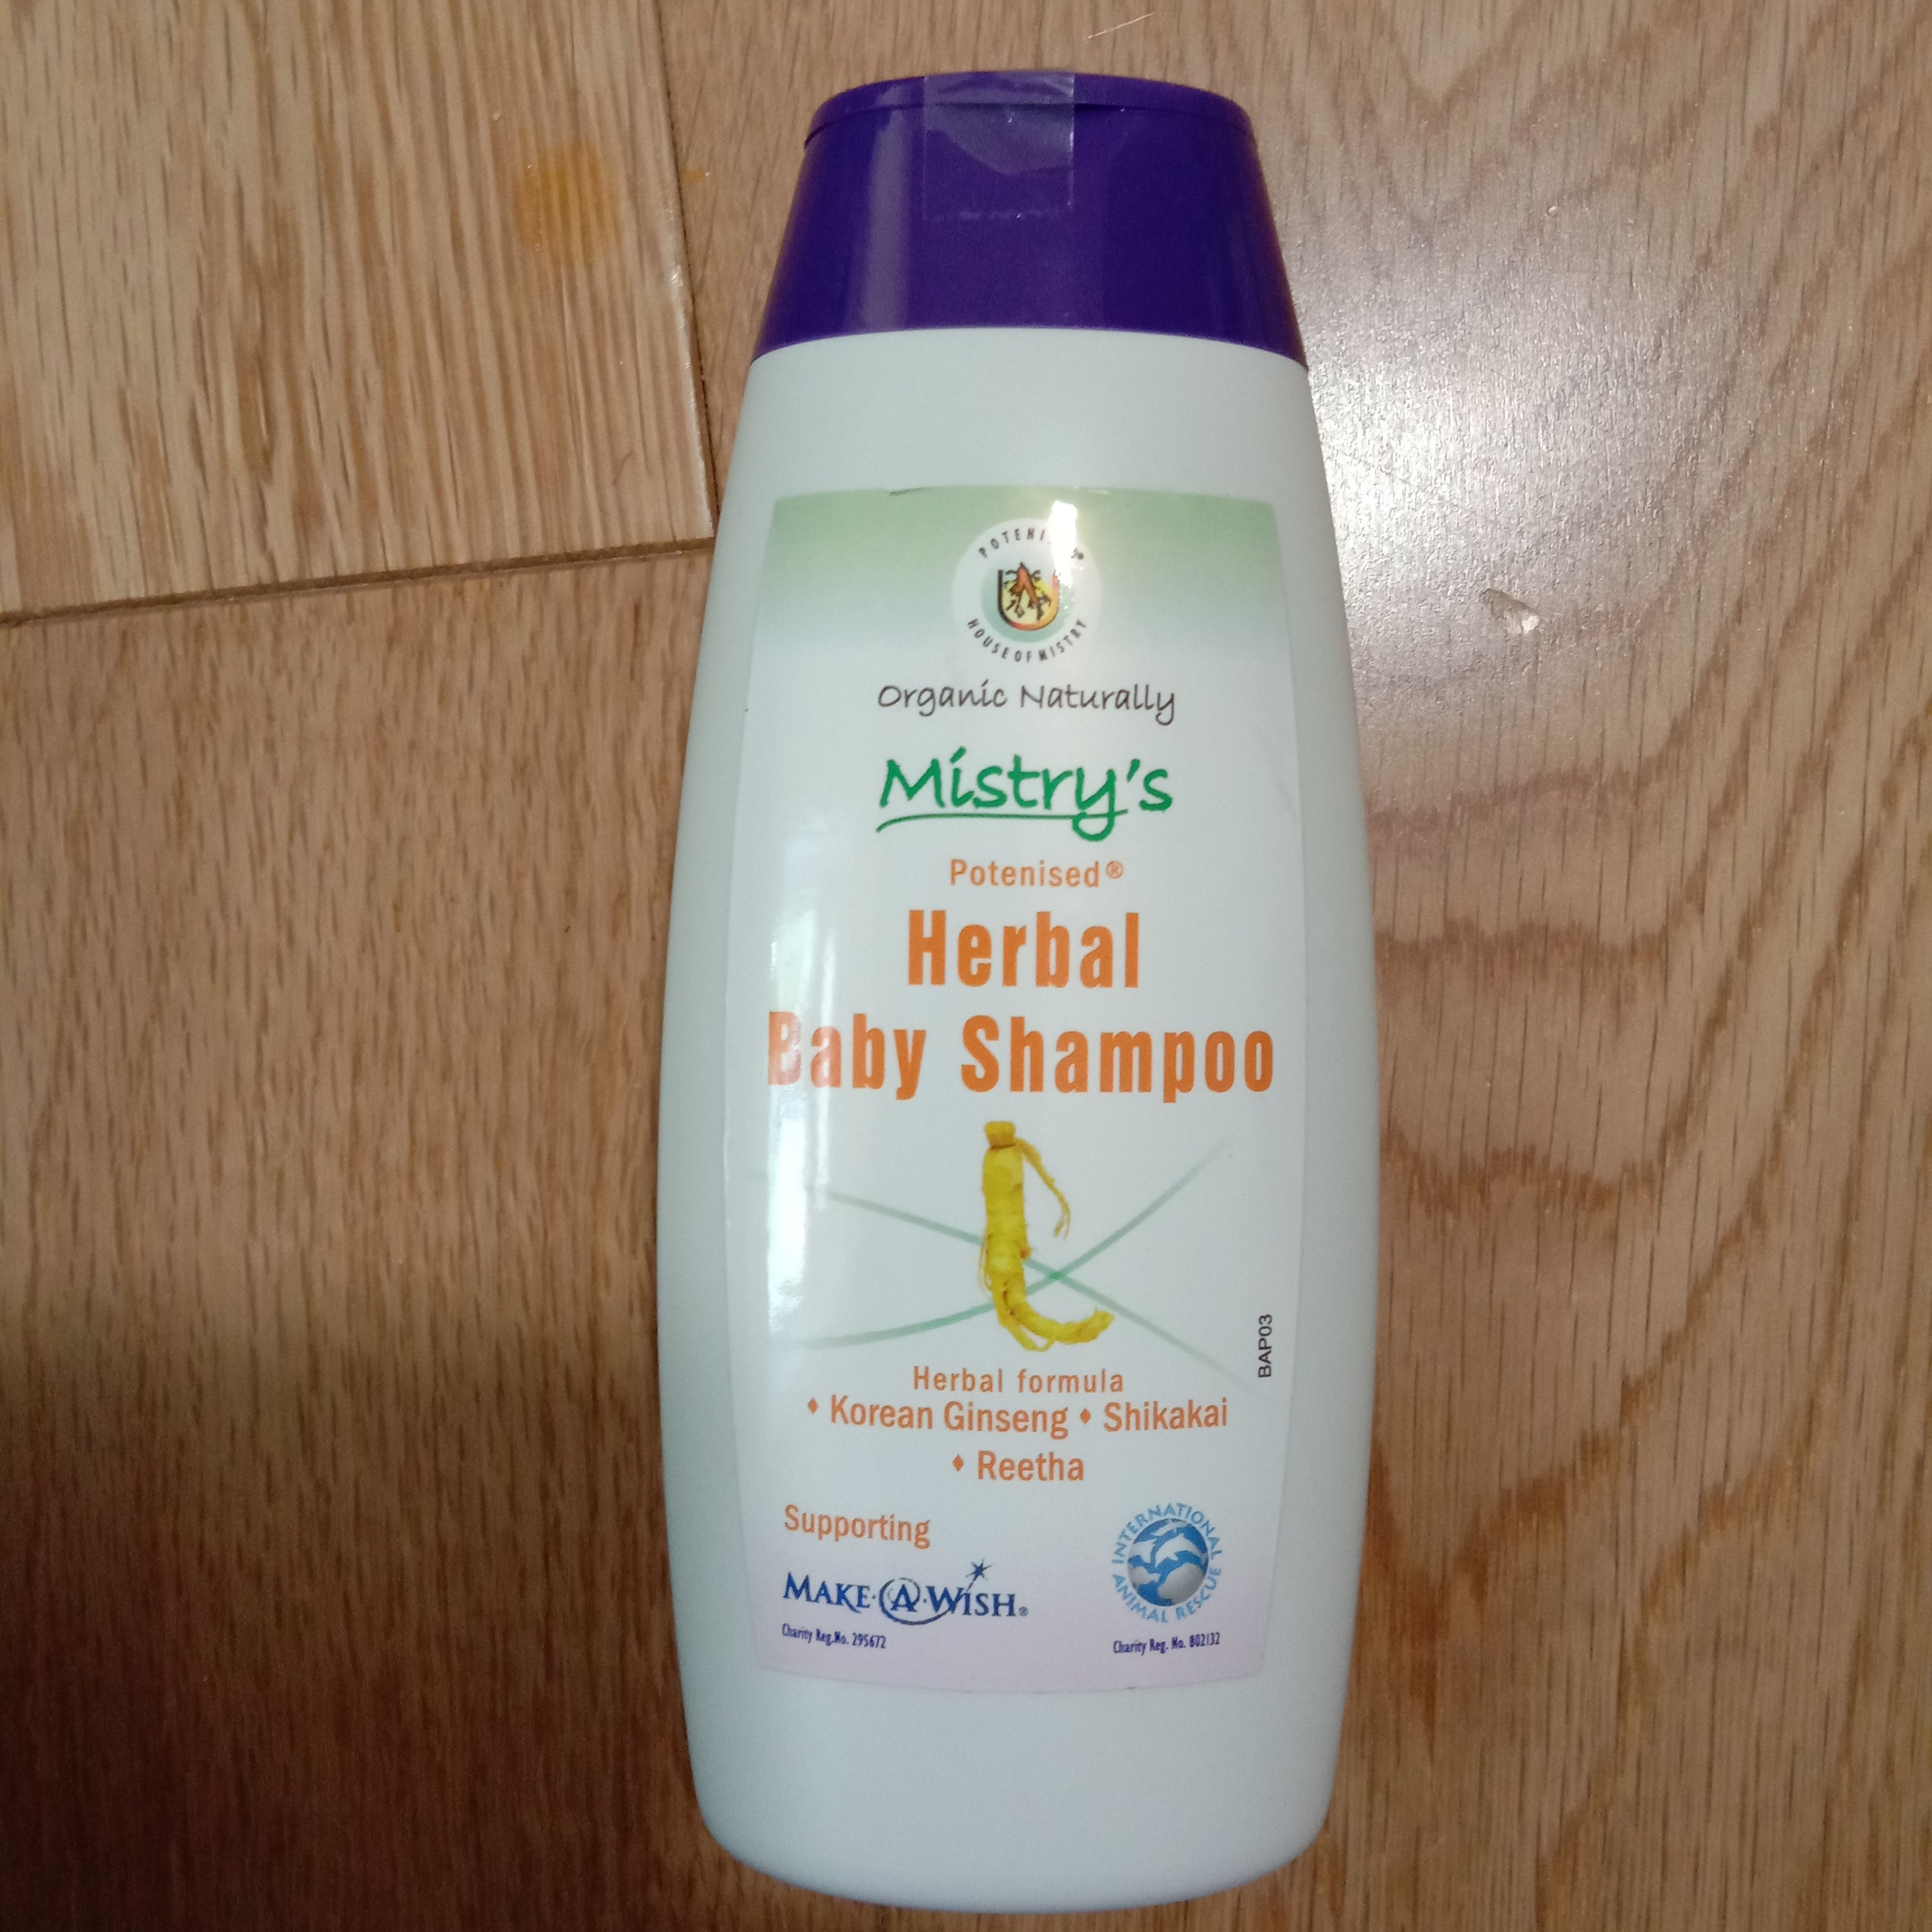 POTENISED®
HOUSE OF MISTRY
Organic Naturally
Mistry's
Potenised®
Herbal
Baby Shampoo
BAP03
Herbal formula
♦ Korean Ginseng ♦ Shikakai
♦ Reetha
Supporting
MAKE·A·WISH®
Charity Reg.No. 295672
INTERNATIONAL
ANIMAL RESCUE
Charity Reg. No. 802132